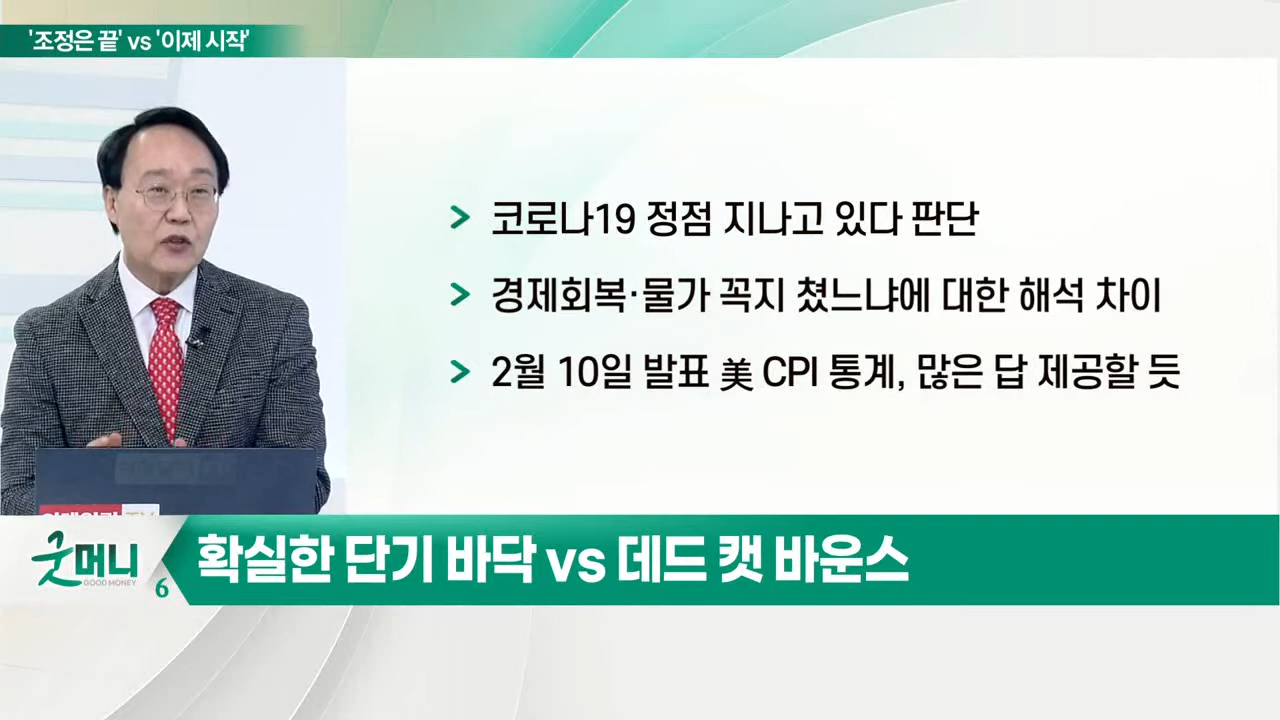 '조정은 끝' vs '이제 시작'
> 코로나19 정점 지나고 있다 판단
> 경제회복·물가 꼭지 쳤느냐에 대한 해석 차이
> 2월 10일 발표 美 CPI 통계, 많은 답 제공할 듯
굿머니
GOOD MONEY
6
확실한 단기 바닥 vs 데드 캣 바운스